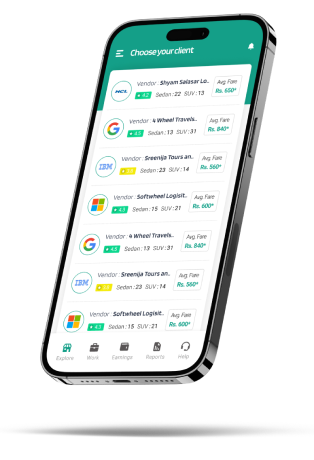 Choose your client
HCL
Vendor : Shyam Salasar Lo..
4.2 Sedan : 22 SUV : 13
Avg Fare
Rs. 650*
Vendor : 4 Wheel Travels..
4.3 Sedan : 13 SUV : 31
Avg Fare
Rs. 840*
IBM
Vendor : Sreenija Tours an..
Sedan : 23 SUV : 14
Avg Fare
Rs. 560*
Vendor : Softwheel Logisit..
4.3 Sedan : 15 SUV : 21
Avg Fare
Rs. 600*
Vendor : 4 Wheel Travels..
4.3 Sedan : 13 SUV : 31
Avg Fare
Rs. 840*
IBM
Vendor : Sreenija Tours an..
Sedan : 23 SUV : 14
Avg Fare
Rs. 560*
Vendor : Softwheel Logisit..
4.3 Sedan : 15 SUV : 21
Avg Fare
Rs. 600*
Explore Work Earnings Reports Help